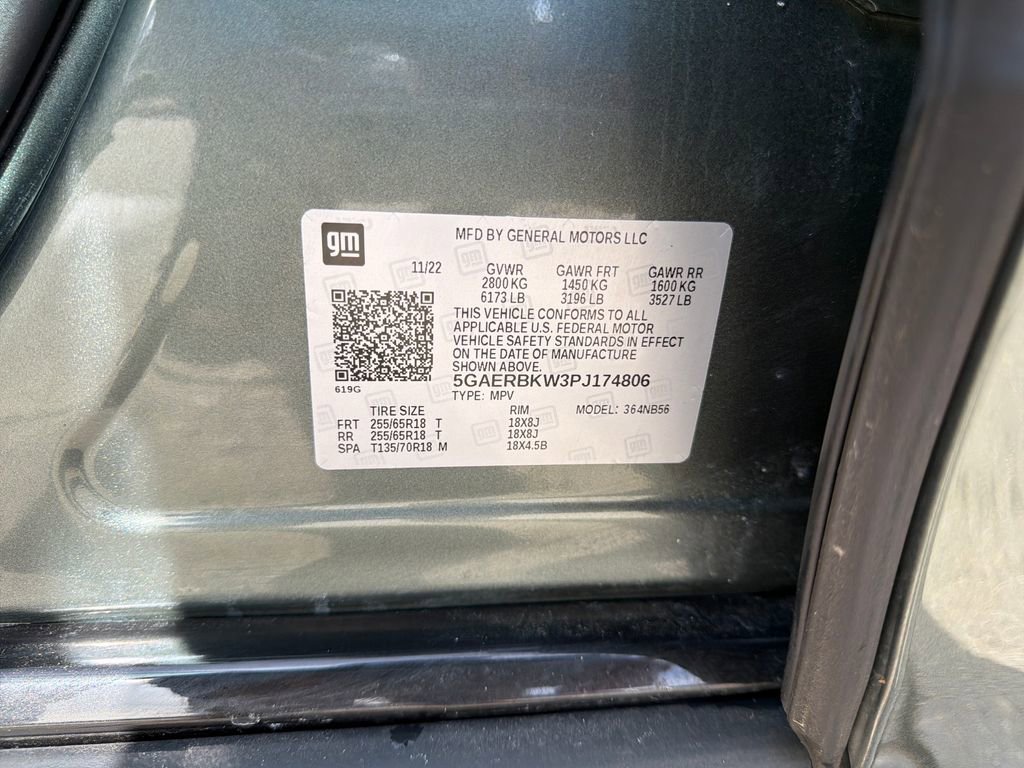 gm
MFD BY GENERAL MOTORS LLC
11/22 GVWR GAWR FRT GAWR RR
2800 KG 1450 KG 1600 KG
6173 LB 3196 LB 3527 LB
THIS VEHICLE CONFORMS TO ALL
APPLICABLE U.S. FEDERAL MOTOR
VEHICLE SAFETY STANDARDS IN EFFECT
ON THE DATE OF MANUFACTURE
SHOWN ABOVE.
5GAERBKW3PJ174806
619G
TYPE: MPV
TIRE SIZE RIM MODEL: 364NB56
FRT 255/65R18 T 18X8J
RR 255/65R18 T 18X8J
SPA T135/70R18 M 18X4.5B